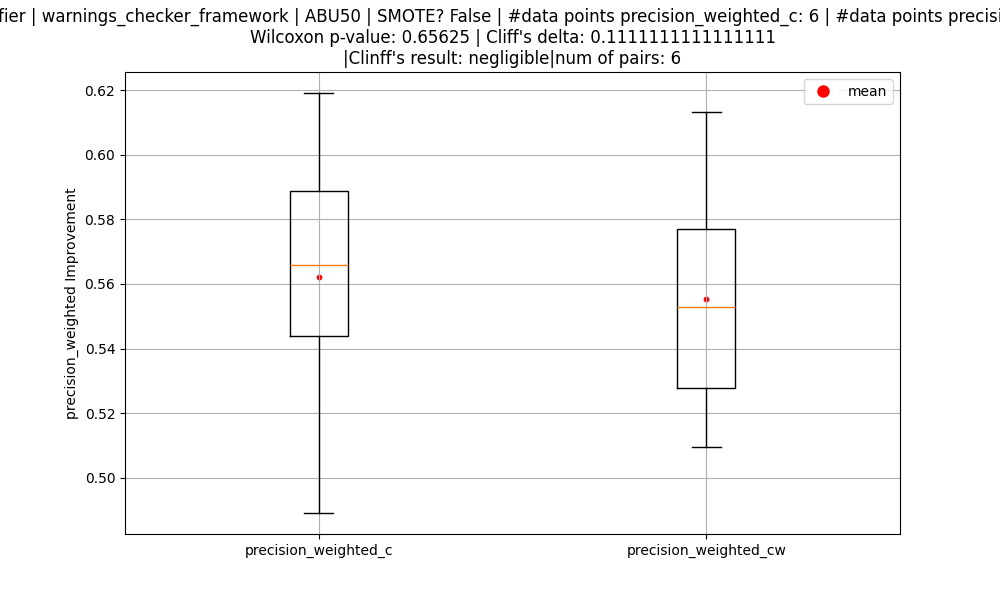 | warnings_checker_framework | ABU50 | SMOTE? False | #data points precision_weighted_c: 6 | #data points
Wilcoxon p-value: 0.65625 | Cliff's delta: 0.1111111111111111
|Clinff's result: negligible|num of pairs: 6
mean
0.62
0.60
0.58
0.56
0.54
0.52
0.50
precision_weighted Improvement
precision_weighted_c
precision_weighted_cw